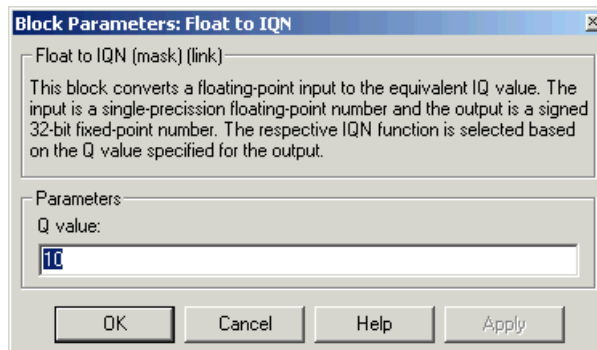 Block Parameters: Float to IQN
Float to IQN (mask) (link)
This block converts a floating-point input to the equivalent IQ value. The
input is a single-precission floating-point number and the output is a signed
32-bit fixed-point number. The respective IQN function is selected based
on the Q value specified for the output.
Parameters
Q value:
10
OK Cancel Help Apply